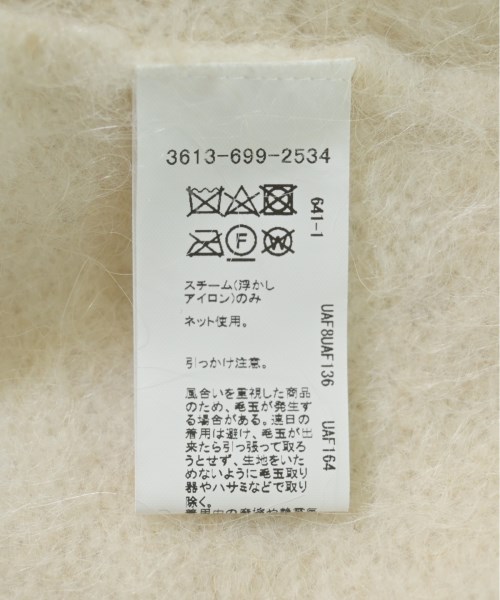 3613-699-2534
641-1
F
W
スチーム(浮かし
アイロン)のみ
ネット使用。
引っかけ注意。
UAF8UAF136 UAF164
風合いを重視した商品
のため、毛玉が発生す
る場合がある。連日の
着用は避け、毛玉が出
来たら引っ張って取ろ
うとせず、生地をいた
めないように毛玉取り
器やハサミなどで取り
除く。